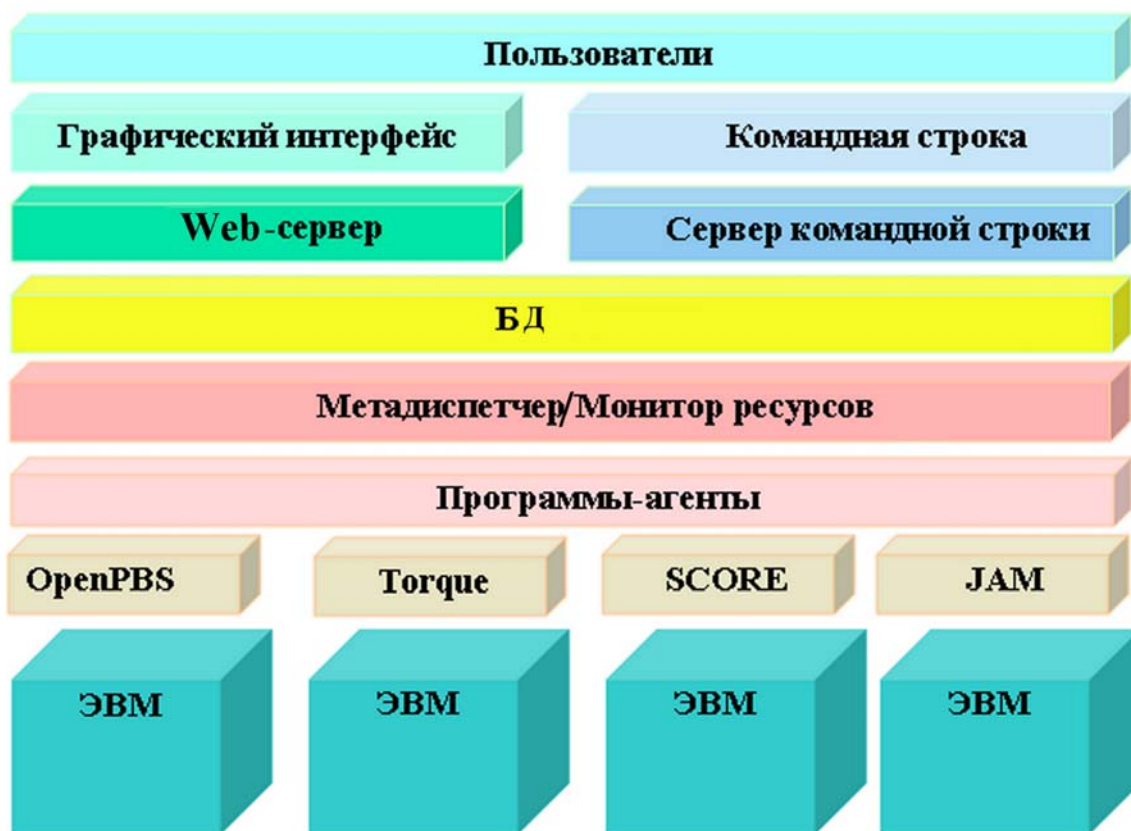 Пользователи
Графический интерфейс
Командная строка
Web-сервер
Сервер командной строки
БД
Метадиспетчер/Монитор ресурсов
Программы-агенты
OpenPBS
Torque
SCORE
JAM
ЭВМ
ЭВМ
ЭВМ
ЭВМ